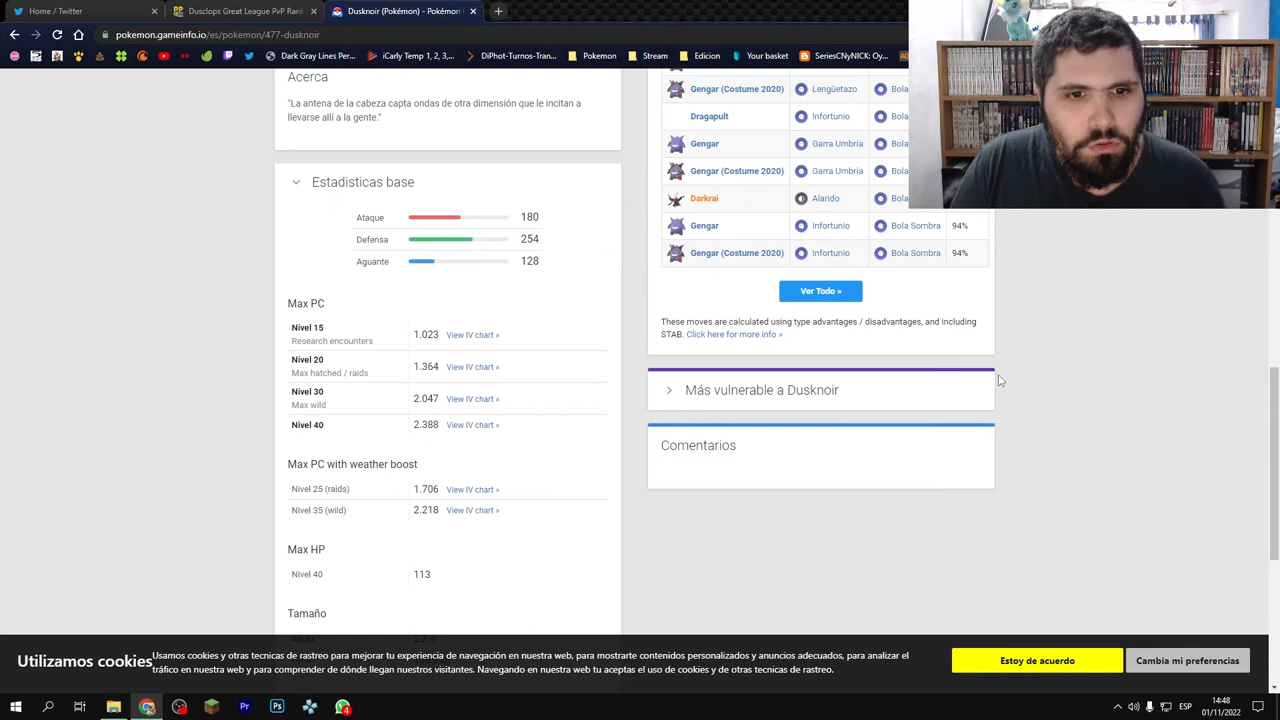 Home / Twitter
Dusclops Great League PvP Rank
Dusknoir (Pokémon) - Pokémon
pokemon.gameinfo.io/es/pokemon/477-dusknoir
Dark Gray Lines Per...
iCarly Temp 1, 2, 3,...
DiPhot-Turnos-Tran...
Pokemon
Stream
Edicion
Your basket
SeriesCNyNICK: Oy...
Acerca
"La antena de la cabeza capta ondas de otra dimensión que le incitan a
llevarse allí a la gente."
Estadisticas base
Ataque 180
Defensa 254
Aguante 128
Max PC
Nivel 15
Research encounters
1.023 View IV chart »
Nivel 20
Max hatched / raids
1.364 View IV chart »
Nivel 30
Max wild
2.047 View IV chart »
Nivel 40 2.388 View IV chart »
Max PC with weather boost
Nivel 25 (raids) 1.706 View IV chart »
Nivel 35 (wild) 2.218 View IV chart »
Max HP
Nivel 40 113
Tamaño
Gengar (Costume 2020) Lengüetazo Bola
Dragapult Infortunio Bola
Gengar Garra Umbría Bola
Gengar (Costume 2020) Garra Umbría Bola
Darkrai Alarido Bola
Gengar Infortunio Bola Sombra 94%
Gengar (Costume 2020) Infortunio Bola Sombra 94%
Ver Todo »
These moves are calculated using type advantages / disadvantages, and including
STAB. Click here for more info »
Más vulnerable a Dusknoir
Comentarios
Utilizamos cookies
Usamos cookies y otras tecnicas de rastreo para mejorar tu experiencia de navegación en nuestra web, para mostrarte contenidos personalizados y anuncios adecuados, para analizar el
tráfico en nuestra web y para comprender de dónde llegan nuestros visitantes. Navegando en nuestra web tu aceptas el uso de cookies y de otras tecnicas de rastreo.
Estoy de acuerdo
Cambia mi preferencias
4
ESP
14:48
01/11/2022